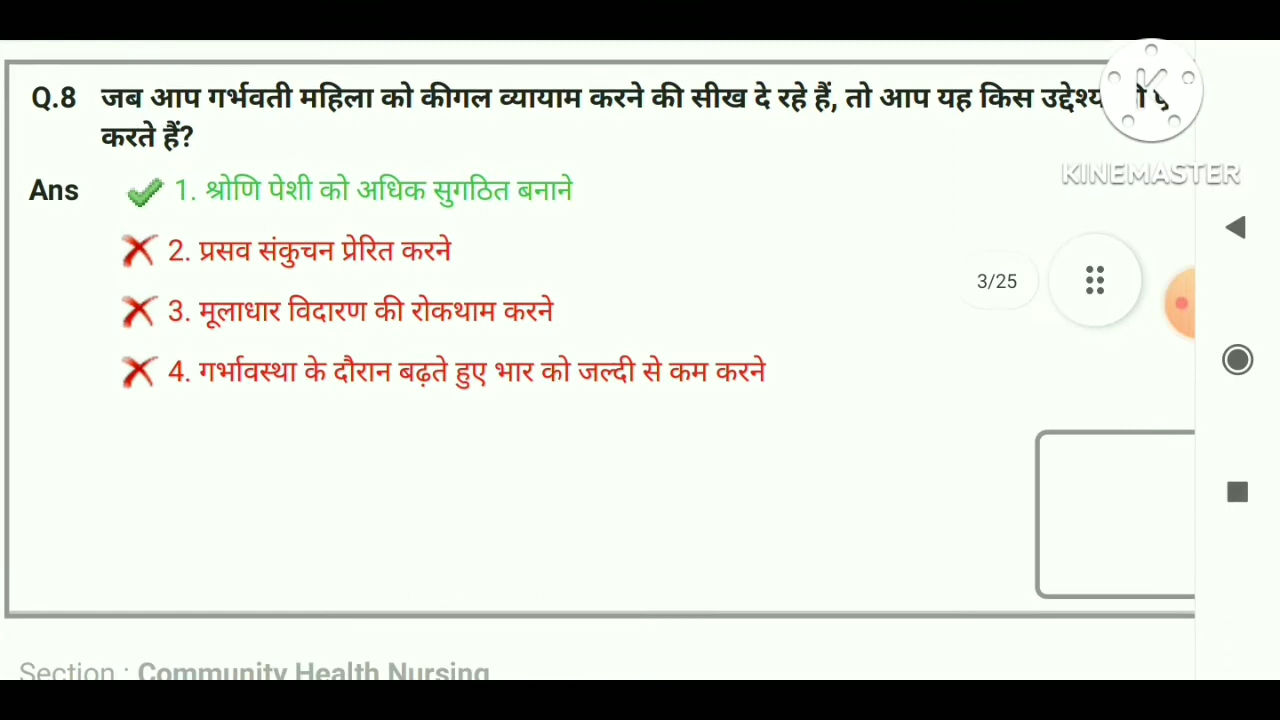 Q.8 जब आप गर्भवती महिला को कीगल व्यायाम करने की सीख दे रहे हैं, तो आप यह किस उद्देश्य
करते हैं?
Ans 1. श्रोणि पेशी को अधिक सुगठित बनाने
2. प्रसव संकुचन प्रेरित करने
3. मूलाधार विदारण की रोकथाम करने
4. गर्भावस्था के दौरान बढ़ते हुए भार को जल्दी से कम करने
K
KINEMASTER
3/25
Section : Community Health Nursing